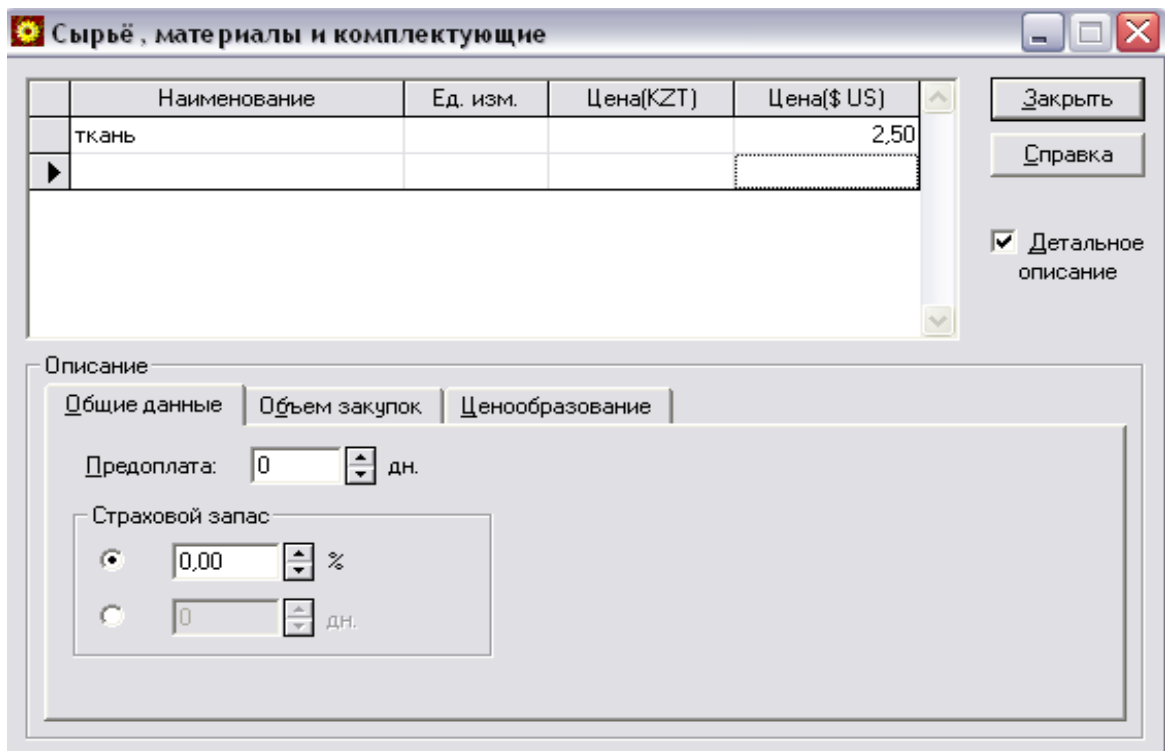 Сырьё , материалы и комплектующие
Наименование Ед. изм. Цена(KZT) Цена($ US)
ткань 2,50
Закрыть
Справка
Детальное
описание
Описание
Общие данные Объем закупок Ценообразование
Предоплата: 0 дн.
Страховой запас
0,00 %
0 дн.